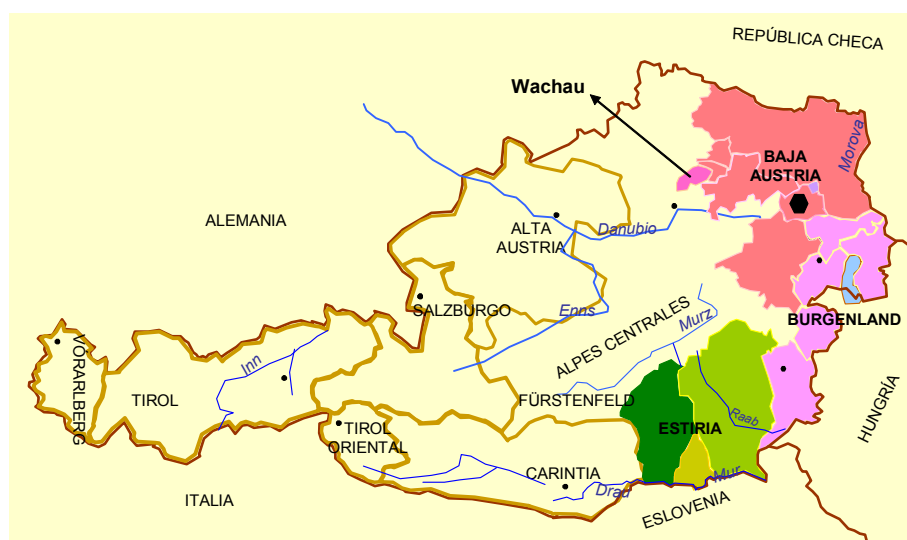 REPÚBLICA CHECA
Wachau
Morova
BAJA
AUSTRIA
ALEMANIA
ALTA
AUSTRIA
Danubio
SALZBURGO
Enns
ALPES CENTRALES
Murz
BURGENLAND
VORARLBERG
Inn
TIROL
FÜRSTENFELD
HUNGRÍA
TIROL
ORIENTAL
ESTIRIA
Raab
CARINTIA
Drau
Mur
ITALIA
ESLOVENIA